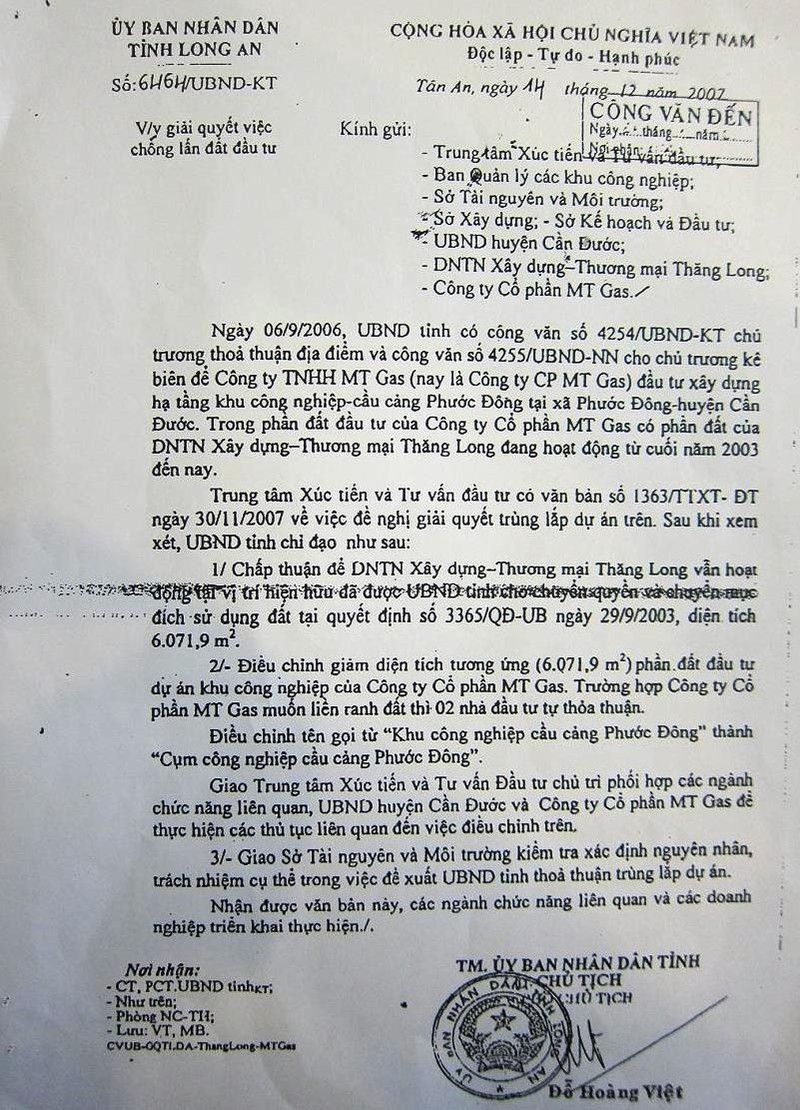 ỦY BAN NHÂN DÂN
TỈNH LONG AN
CỘNG HÒA XÃ HỘI CHỦ NGHĨA VIỆT NAM
Độc lập - Tự do - Hạnh phúc
Số: 6464/UBND-KT
Tân An, ngày 14 tháng 12 năm 2007
CÔNG VĂN ĐẾN
Ngày... tháng... năm...
V/y giải quyết việc
chồng lấn đất đầu tư
Kính gửi:
- Trung tâm Xúc tiến và Tư vấn đầu tư;
- Ban Quản lý các khu công nghiệp;
- Sở Tài nguyên và Môi trường;
- Sở Xây dựng; - Sở Kế hoạch và Đầu tư;
- UBND huyện Cần Đước;
- DNTN Xây dựng–Thương mại Thăng Long;
- Công ty Cổ phần MT Gas./
Ngày 06/9/2006, UBND tỉnh có công văn số 4254/UBND-KT chủ
trương thoả thuận địa điểm và công văn số 4255/UBND-NN cho chủ trương kê
biên để Công ty TNHH MT Gas (nay là Công ty CP MT Gas) đầu tư xây dựng
hạ tầng khu công nghiệp-cầu cảng Phước Đông tại xã Phước Đông-huyện Cần
Đước. Trong phần đất đầu tư của Công ty Cổ phần MT Gas có phần đất của
DNTN Xây dựng–Thương mại Thăng Long đang hoạt động từ cuối năm 2003
đến nay.
Trung tâm Xúc tiến và Tư vấn đầu tư có văn bản số 1363/TTXT- ĐT
ngày 30/11/2007 về việc đề nghị giải quyết trùng lắp dự án trên. Sau khi xem
xét, UBND tỉnh chỉ đạo như sau:
1/ Chấp thuận để DNTN Xây dựng–Thương mại Thăng Long vẫn hoạt
động tại vị trí hiện hữu đã được UBND tỉnh cho chuyển quyền và chuyển mục
đích sử dụng đất tại quyết định số 3365/QĐ-UB ngày 29/9/2003, diện tích
6.071,9 m².
2/- Điều chỉnh giảm diện tích tương ứng (6.071,9 m²) phần đất đầu tư
dự án khu công nghiệp của Công ty Cổ phần MT Gas. Trường hợp Công ty Cổ
phần MT Gas muốn liền ranh đất thì 02 nhà đầu tư tự thỏa thuận.
Điều chỉnh tên gọi từ “Khu công nghiệp cầu cảng Phước Đông” thành
“Cụm công nghiệp cầu cảng Phước Đông”.
Giao Trung tâm Xúc tiến và Tư vấn Đầu tư chủ trì phối hợp các ngành
chức năng liên quan, UBND huyện Cần Đước và Công ty Cổ phần MT Gas để
thực hiện các thủ tục liên quan đến việc điều chỉnh trên.
3/- Giao Sở Tài nguyên và Môi trường kiểm tra xác định nguyên nhân,
trách nhiệm cụ thể trong việc đề xuất UBND tỉnh thoả thuận trùng lắp dự án.
Nhận được văn bản này, các ngành chức năng liên quan và các doanh
nghiệp triển khai thực hiện./.
Nơi nhận:
- CT, PCT.UBND tỉnhKT;
- Như trên;
- Phòng NC-TH;
- Lưu: VT, MB.
CVUB-GQTLDA-ThangLong-MTGas
TM. ỦY BAN NHÂN DÂN TỈNH
CHỦ TỊCH
CHỦ TỊCH
Đỗ Hoàng Việt